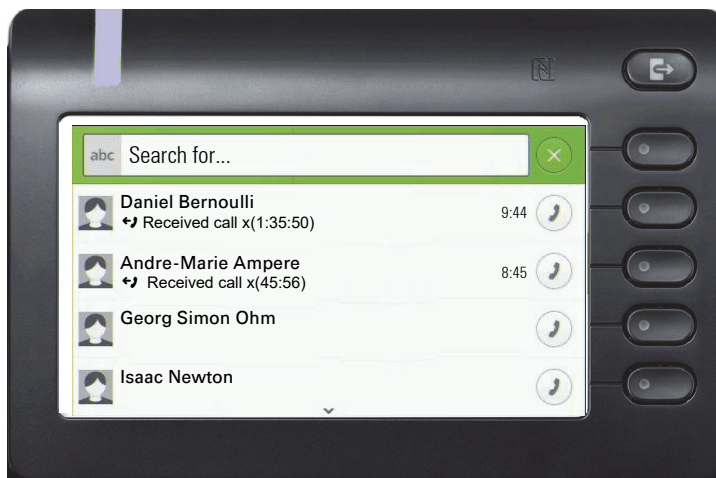 abc Search for...
Daniel Bernoulli
Received call x(1:35:50) 9:44
Andre-Marie Ampere
Received call x(45:56) 8:45
Georg Simon Ohm
Isaac Newton